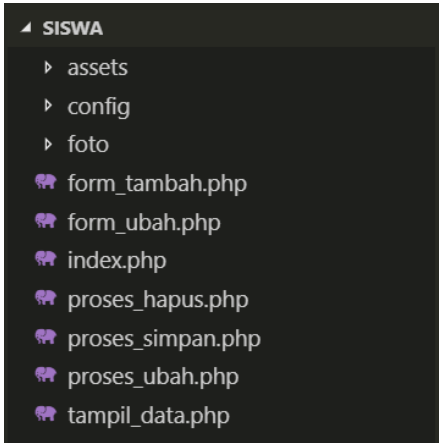 SISWA
assets
config
foto
form_tambah.php
form_ubah.php
index.php
proses_hapus.php
proses_simpan.php
proses_ubah.php
tampil_data.php